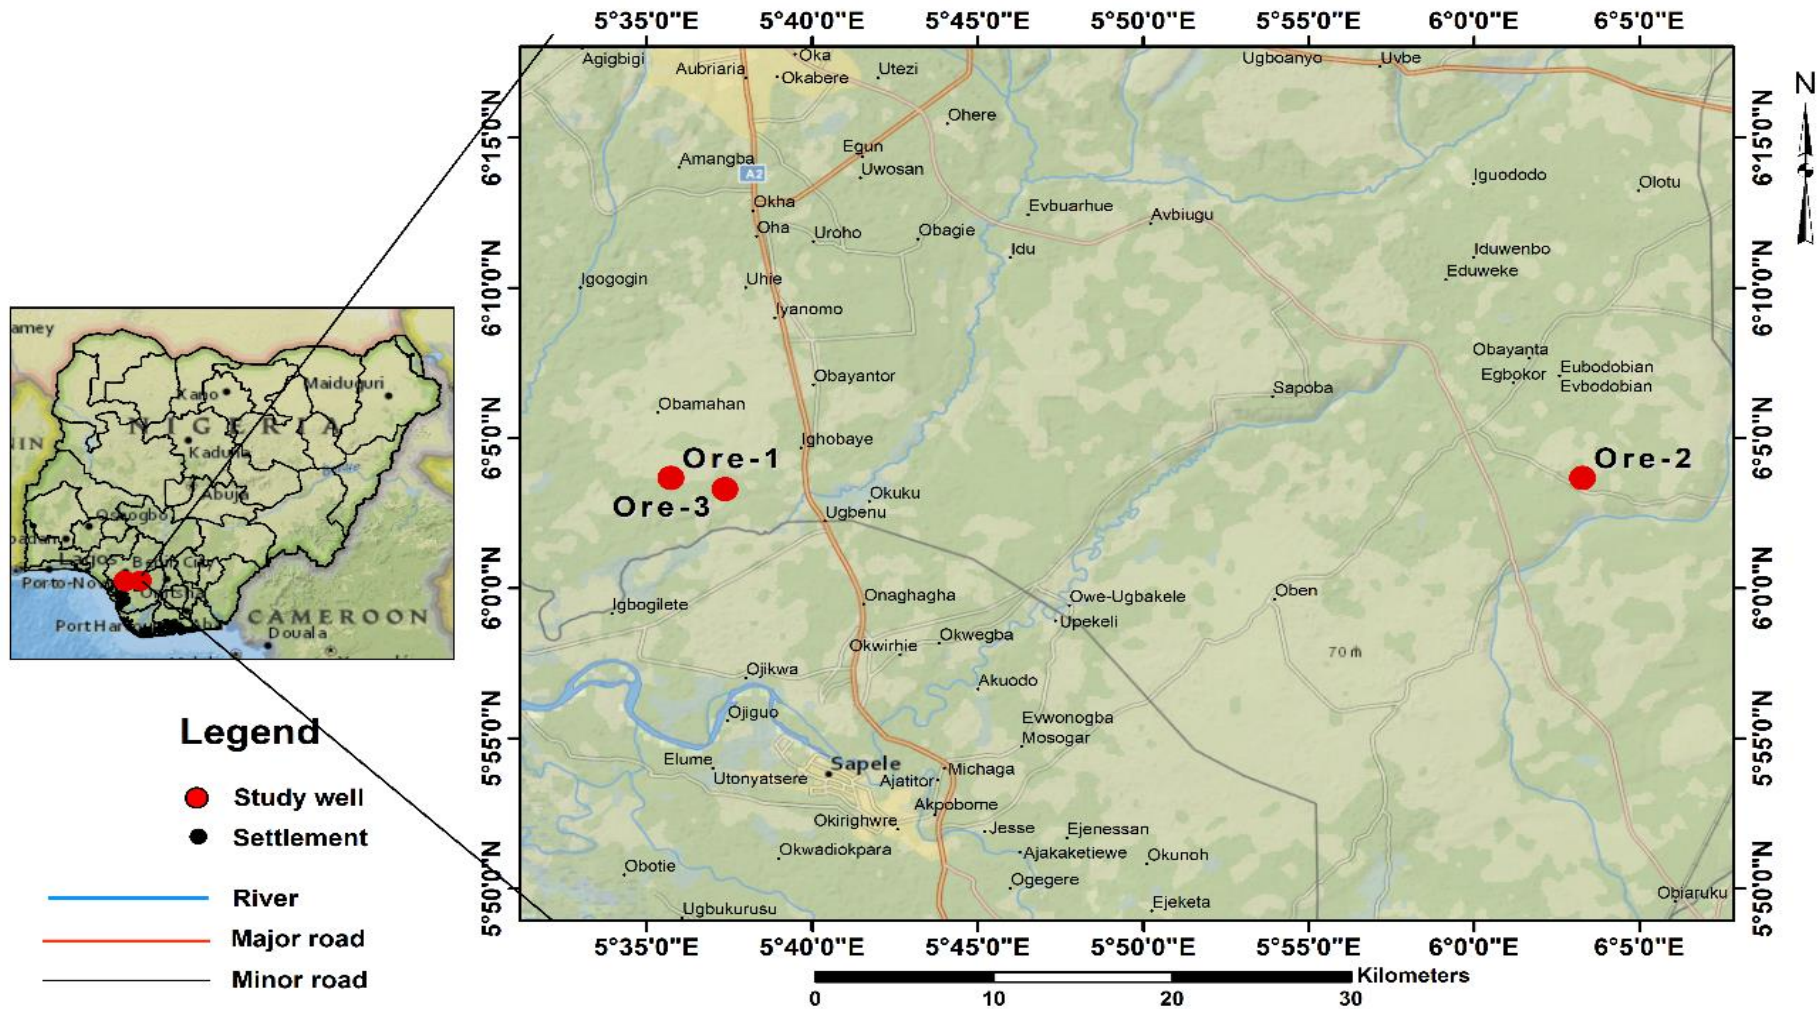 5°35'0"E 5°40'0"E 5°45'0"E 5°50'0"E 5°55'0"E 6°0'0"E 6°5'0"E
N
Agigbigi
Oka
Aubriaria
Okabere
Utezi
Ugboanyo
Uvbe
Ohere
6°15'0"N
6°15'0"N
Egun
Amangba
Uwosan
A2
Iguododo
Olotu
Okha
Evbuarhue
Avbiugu
Oha
Uroho
Obagie
Idu
Iduwenbo
Eduweke
Igogogin
Uhie
6°10'0"N
6°10'0"N
Iyanomo
Obayanta
Eubodobian
Egbokor
Evbodobian
Obayantor
Sapoba
Obamahan
6°5'0"N
6°5'0"N
Ighobaye
Ore-1
Ore-2
Ore-3
Okuku
Ugbenu
6°0'0"N
6°0'0"N
Igbogilete
Onaghagha
Owe-Ugbakele
Oben
Upekeli
Okwegba
Okwirhie
70 m
Ojikwa
Akuodo
Ojiguo
Evwonogba
Mosogar
5°55'0"N
5°55'0"N
Elume
Sapele
Utonyatsere
Ajatitor
Michaga
Akpobome
Okirighwre
Jesse
Ejenessan
Okwadiokpara
Ajakaketiewe
Okunoh
Obotie
Ogegere
5°50'0"N
5°50'0"N
Obiaruku
Ugbukurusu
Ejeketa
5°35'0"E 5°40'0"E 5°45'0"E 5°50'0"E 5°55'0"E 6°0'0"E 6°5'0"E
Kilometers
0 10 20 30
amey
Kano
Maiduguri
NIGERIA
NIN
Kaduna
Abuja
Osogbo
Lagos
Benin City
Porto-Nov
Onitsha
CAMEROON
Port Har
Douala
Legend
Study well
Settlement
River
Major road
Minor road